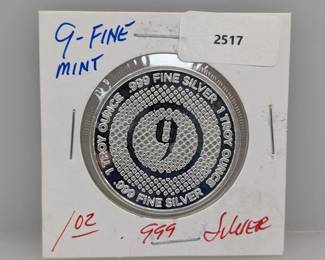 9-FINE
MINT
2517
.999 FINE SILVER
1 TROY OUNCE
.999 FINE SILVER
1 TROY OUNCE
9
1oz .999 SILVER